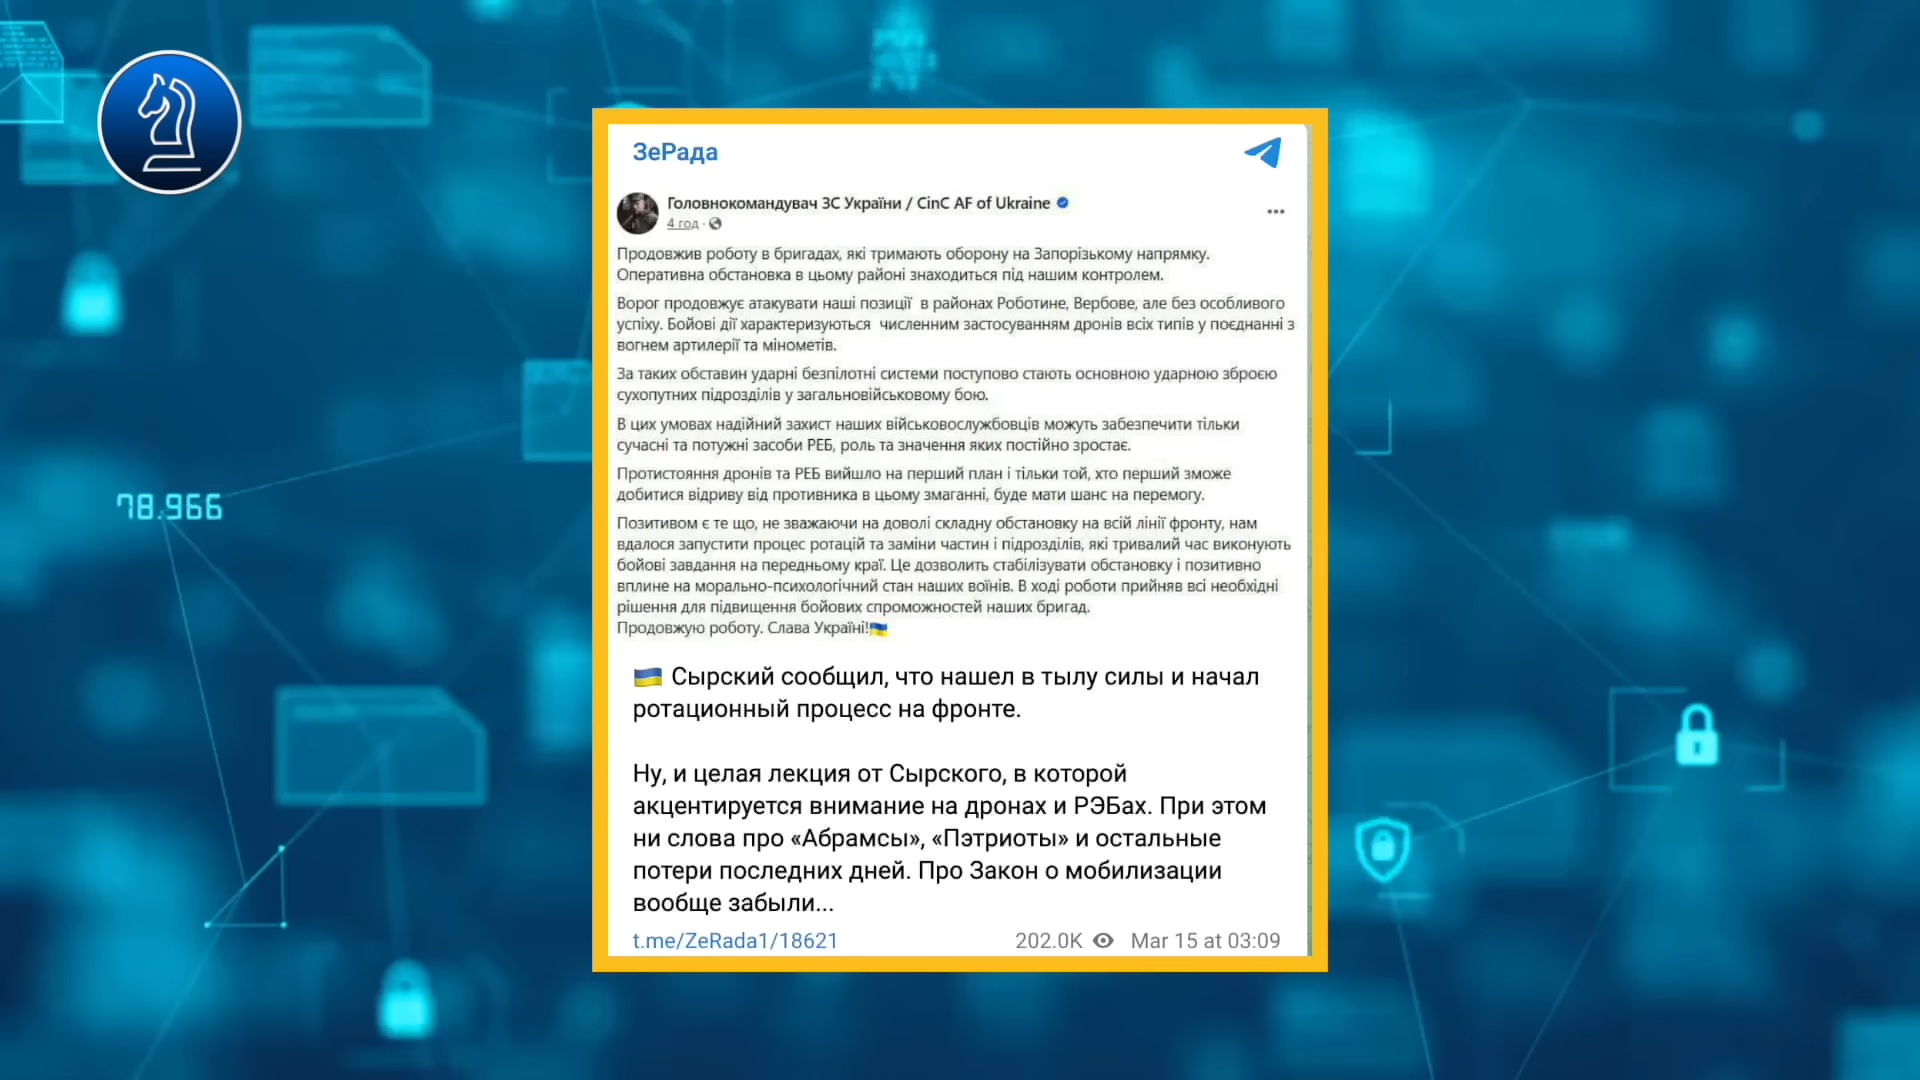 ЗеРада
Головнокомандувач ЗС України / CinC AF of Ukraine
4 год ·
Продовжив роботу в бригадах, які тримають оборону на Запорізькому напрямку.
Оперативна обстановка в цьому районі знаходиться під нашим контролем.
Ворог продовжує атакувати наші позиції в районах Роботине, Вербове, але без особливого
успіху. Бойові дії характеризуються численним застосуванням дронів всіх типів у поєднанні з
вогнем артилерії та мінометів.
За таких обставин ударні безпілотні системи поступово стають основною ударною зброєю
сухопутних підрозділів у загальновійськовому бою.
В цих умовах надійний захист наших військовослужбовців можуть забезпечити тільки
сучасні та потужні засоби РЕБ, роль та значення яких постійно зростає.
Протистояння дронів та РЕБ вийшло на перший план і тільки той, хто перший зможе
добитися відриву від противника в цьому змаганні, буде мати шанс на перемогу.
Позитивом є те що, не зважаючи на доволі складну обстановку на всій лінії фронту, нам
вдалося запустити процес ротацій та заміни частин і підрозділів, які тривалий час виконують
бойові завдання на передньому краї. Це дозволить стабілізувати обстановку і позитивно
вплине на морально-психологічний стан наших воїнів. В ході роботи прийняв всі необхідні
рішення для підвищення бойових спроможностей наших бригад.
Продовжую роботу. Слава Україні!🇺🇦
🇺🇦 Сырский сообщил, что нашел в тылу силы и начал
ротационный процесс на фронте.
Ну, и целая лекция от Сырского, в которой
акцентируется внимание на дронах и РЭБах. При этом
ни слова про «Абрамсы», «Пэтриоты» и остальные
потери последних дней. Про Закон о мобилизации
вообще забыли...
t.me/ZeRada1/18621 202.0K Mar 15 at 03:09
78.966